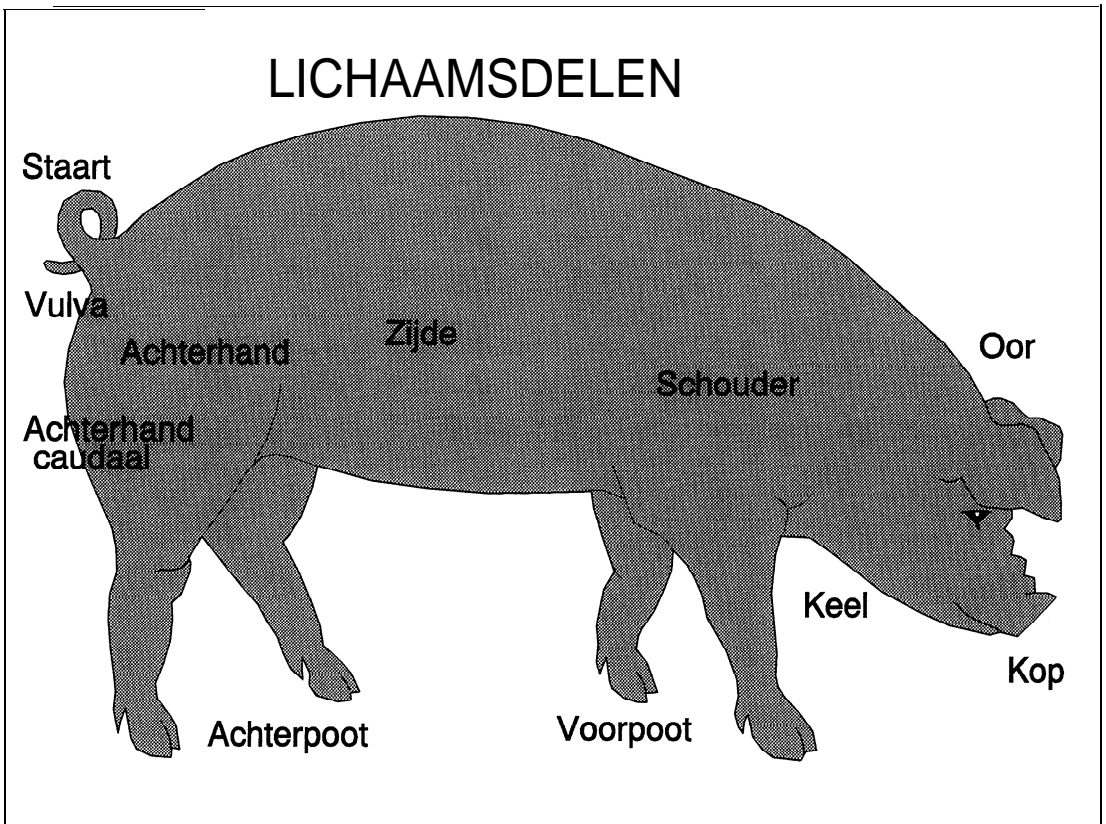 LICHAAMSDELEN
Staart
Vulva
Achterhand
Zijde
Oor
Schouder
Achterhand
caudaal
Keel
Kop
Achterpoot
Voorpoot